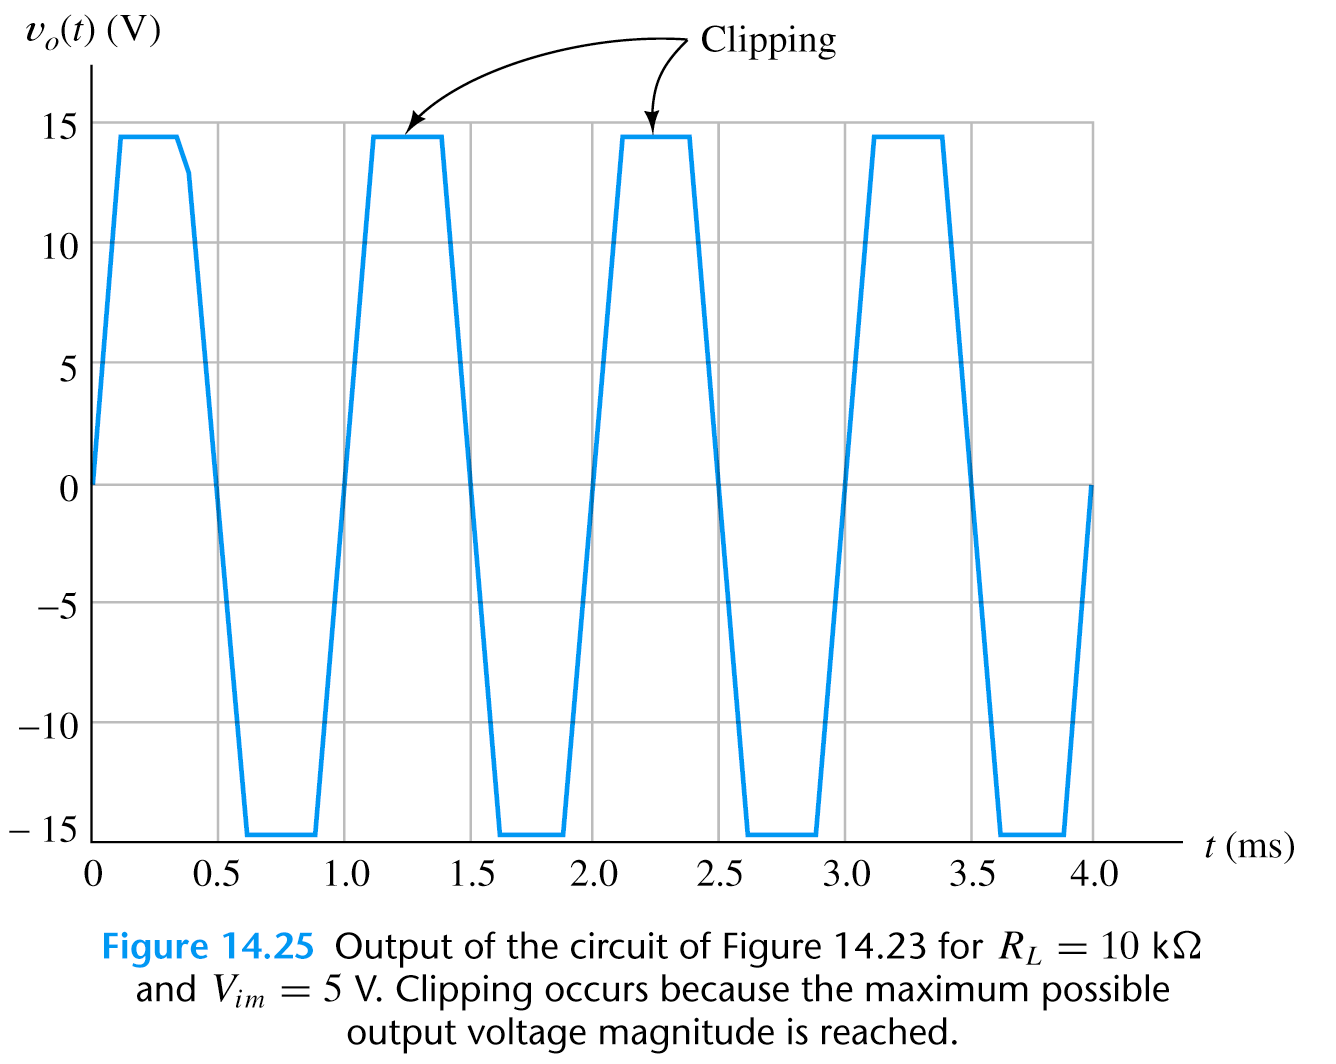 vₒ(t) (V)
Clipping
15
10
5
0
−5
−10
− 15
0 0.5 1.0 1.5 2.0 2.5 3.0 3.5 4.0
t (ms)
Figure 14.25 Output of the circuit of Figure 14.23 for R_L = 10 kΩ
and V_im = 5 V. Clipping occurs because the maximum possible
output voltage magnitude is reached.